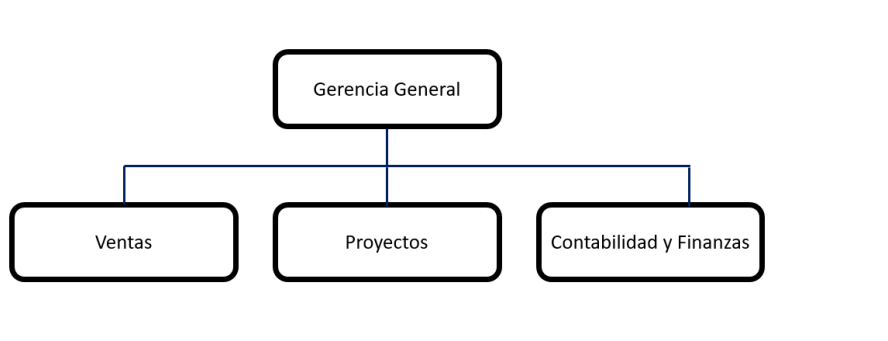 Gerencia General
Ventas
Proyectos
Contabilidad y Finanzas